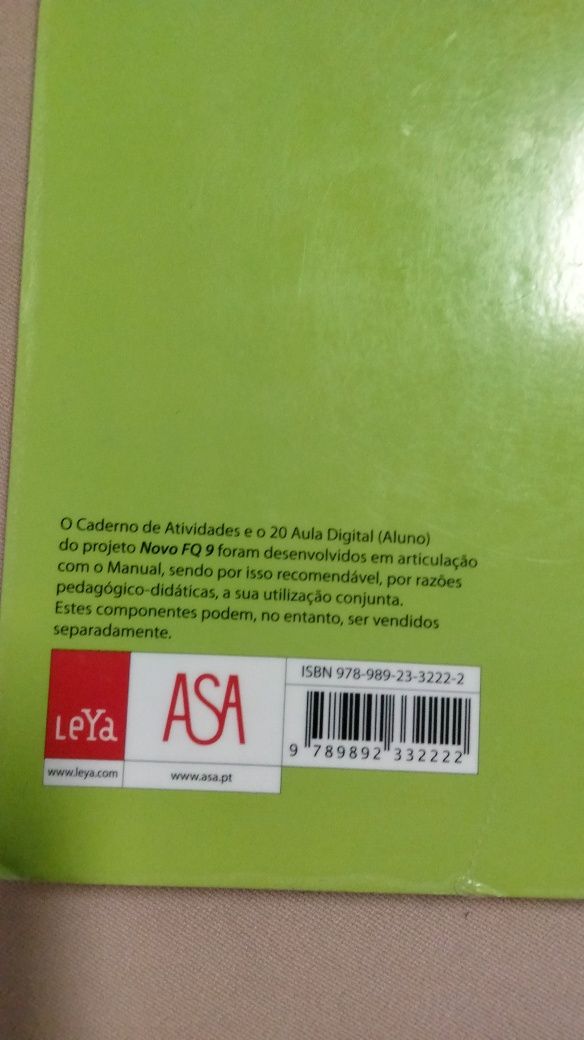 O Caderno de Atividades e o 20 Aula Digital (Aluno)
do projeto Novo FQ 9 foram desenvolvidos em articulação
com o Manual, sendo por isso recomendável, por razões
pedagógico-didáticas, a sua utilização conjunta.
Estes componentes podem, no entanto, ser vendidos
separadamente.
LeYa
www.leya.com
ASA
www.asa.pt
ISBN 978-989-23-3222-2
9 789892 332222